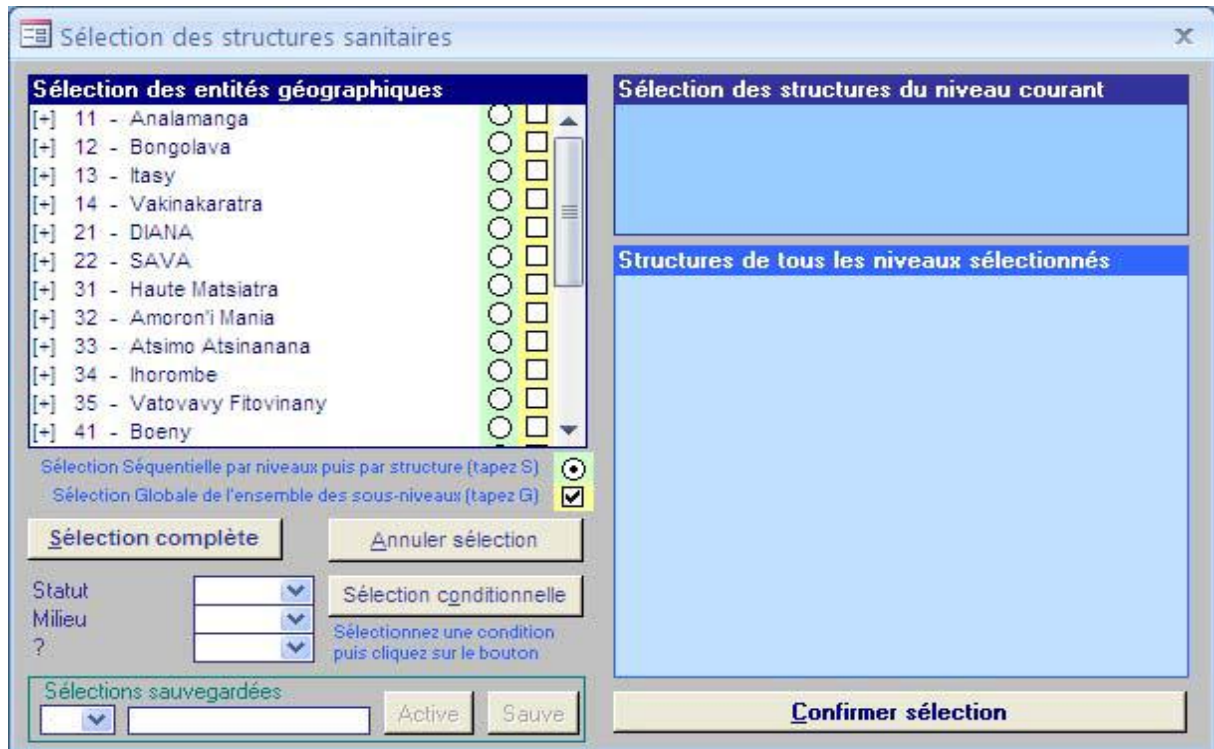 Sélection des structures sanitaires
Sélection des entités géographiques
[+] 11 - Analamanga
[+] 12 - Bongolava
[+] 13 - Itasy
[+] 14 - Vakinakaratra
[+] 21 - DIANA
[+] 22 - SAVA
[+] 31 - Haute Matsiatra
[+] 32 - Amoron'i Mania
[+] 33 - Atsimo Atsinanana
[+] 34 - Ihorombe
[+] 35 - Vatovavy Fitovinany
[+] 41 - Boeny
Sélection Séquentielle par niveaux puis par structure (tapez S)
Sélection Globale de l'ensemble des sous-niveaux (tapez G)
Sélection complète
Annuler sélection
Statut
Milieu
?
Sélection conditionnelle
Sélectionnez une condition
puis cliquez sur le bouton
Sélections sauvegardées
Active
Sauve
Sélection des structures du niveau courant
Structures de tous les niveaux sélectionnés
Confirmer sélection